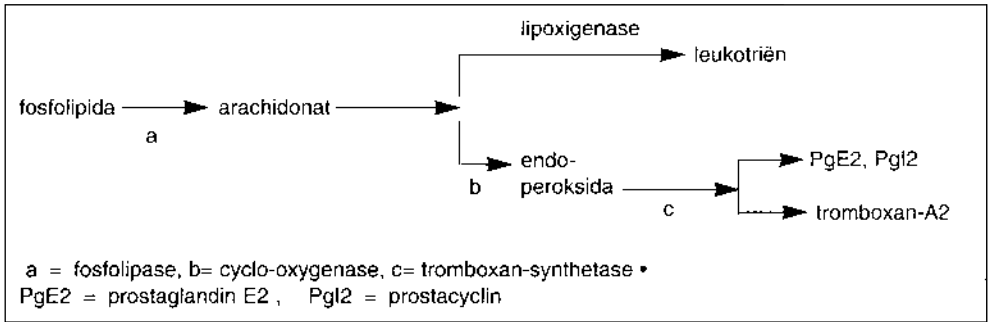 lipoxigenase
leukotriën
fosfolipida
arachidonat
a
endo-
peroksida
b
c
PgE2, PgI2
tromboxan-A2
a = fosfolipase, b= cyclo-oxygenase, c= tromboxan-synthetase •
PgE2 = prostaglandin E2 , PgI2 = prostacyclin